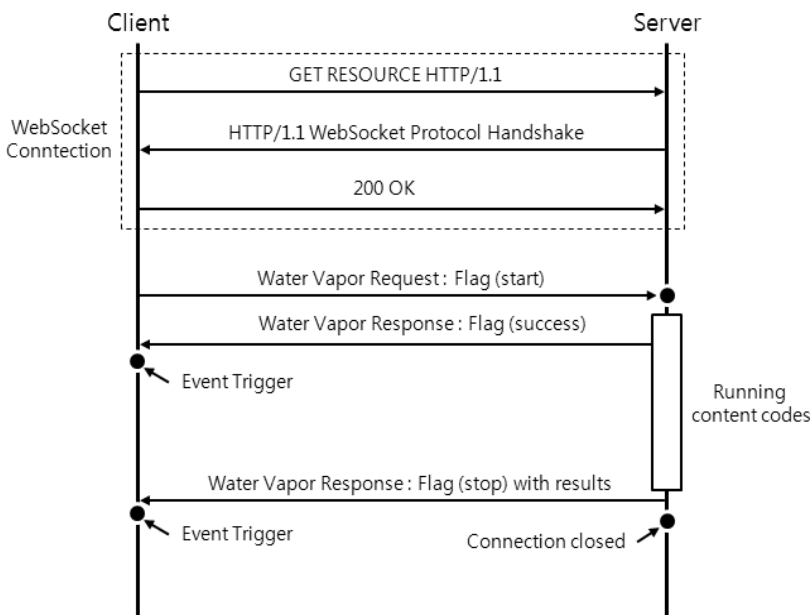 Client
Server
GET RESOURCE HTTP/1.1
WebSocket
Conntection
HTTP/1.1 WebSocket Protocol Handshake
200 OK
Water Vapor Request : Flag (start)
Water Vapor Response : Flag (success)
Event Trigger
Running
content codes
Water Vapor Response : Flag (stop) with results
Event Trigger
Connection closed